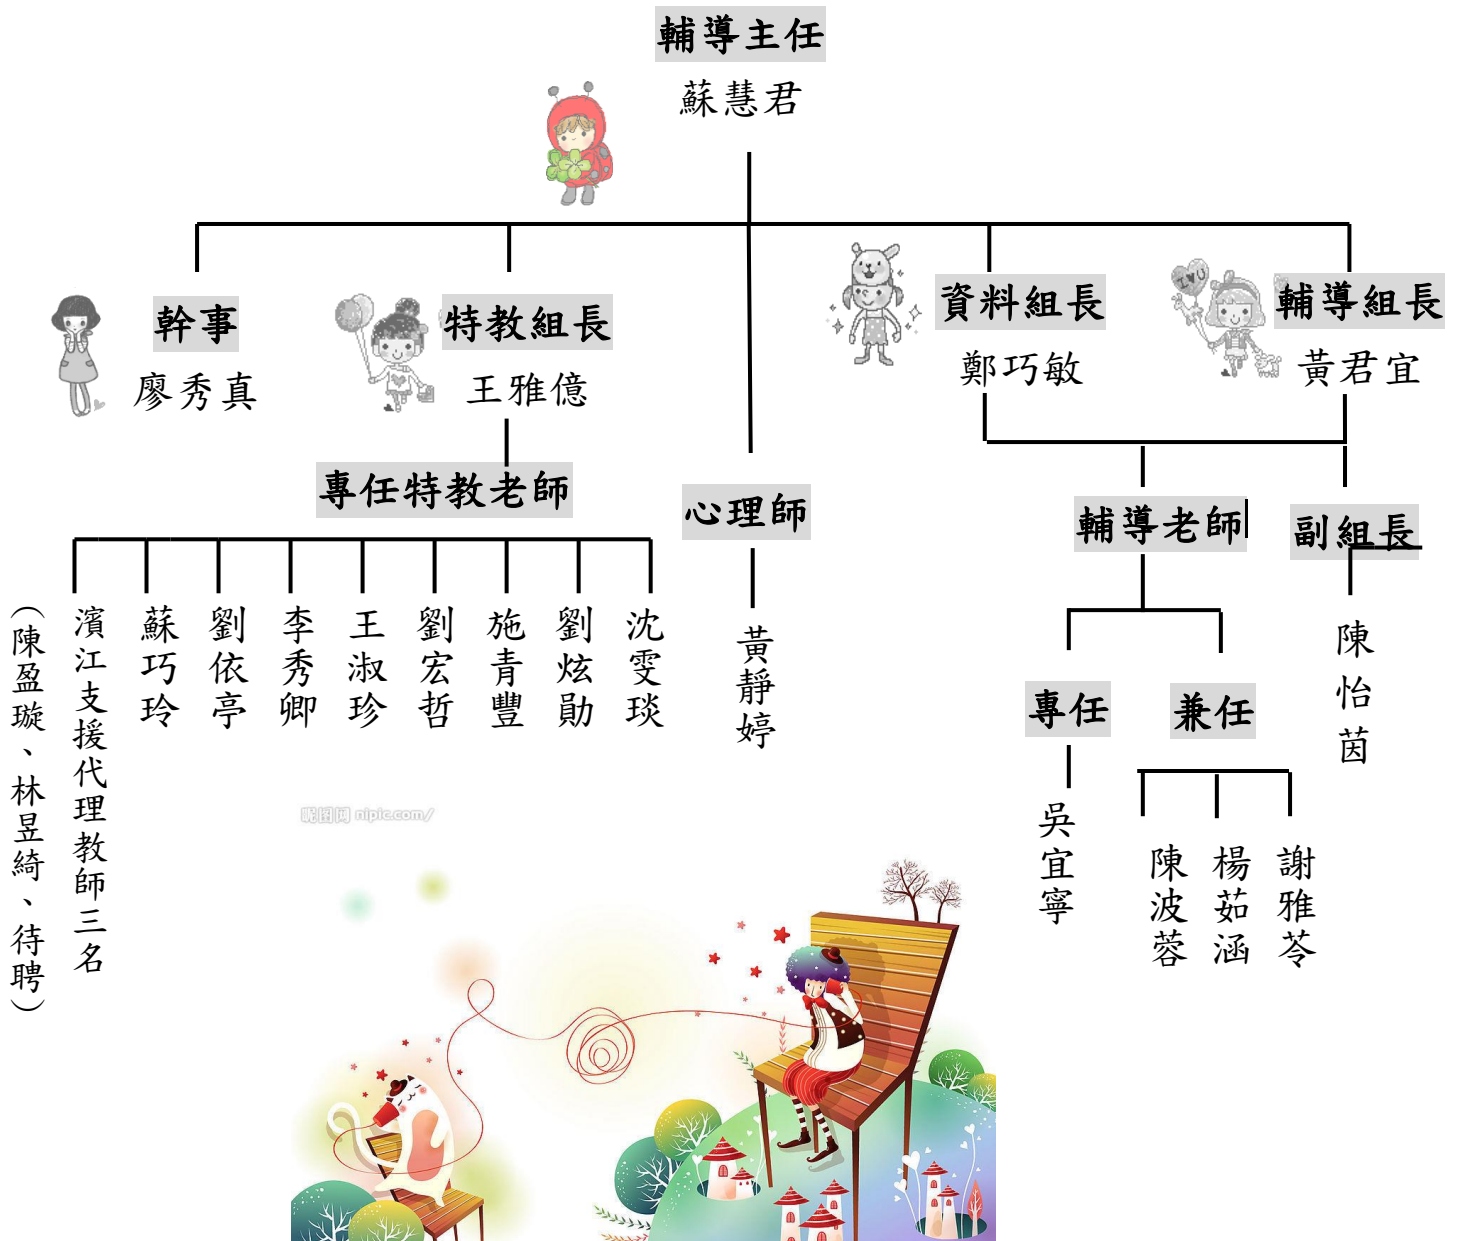 輔導主任
蘇慧君
幹事
廖秀真
特教組長
王雅億
資料組長
鄭巧敏
輔導組長
黃君宜
I♥U
專任特教老師
心理師
輔導老師
副組長
(陳盈璇、林昱綺、待聘)
濱江支援代理教師三名
蘇巧玲
劉依亭
李秀卿
王淑珍
劉宏哲
施青豐
劉炫勛
沈雯琰
黃靜婷
陳怡茵
專任
兼任
吳宜寧
陳波蓉
楊茹涵
謝雅苓
昵图网 nipic.com/